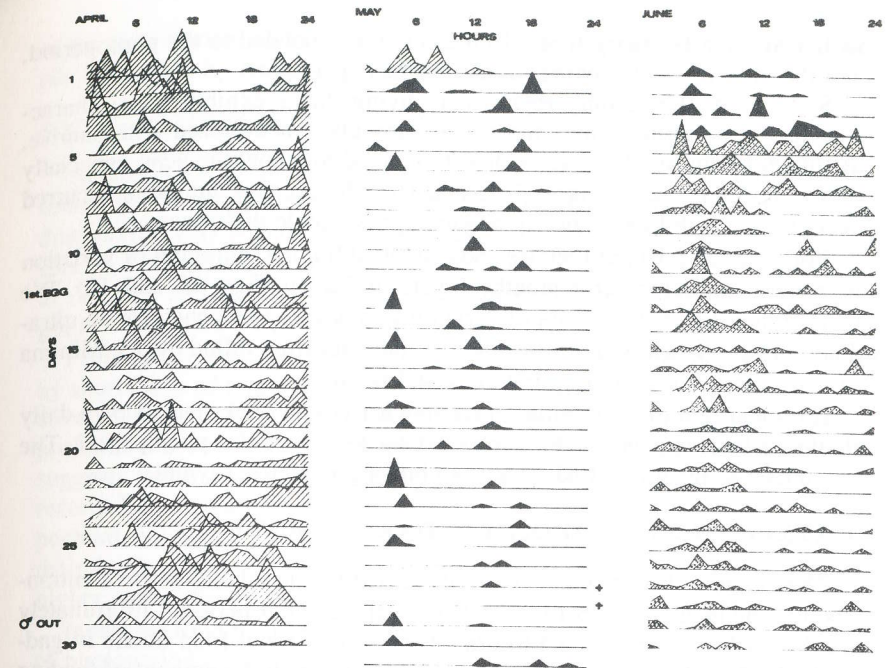 APRIL 6 12 18 24
MAY 6 12 18 24
HOURS
JUNE 6 12 18 24
1
5
10
1st.EGG
DAYS
15
20
25
♂ OUT
30
+
+